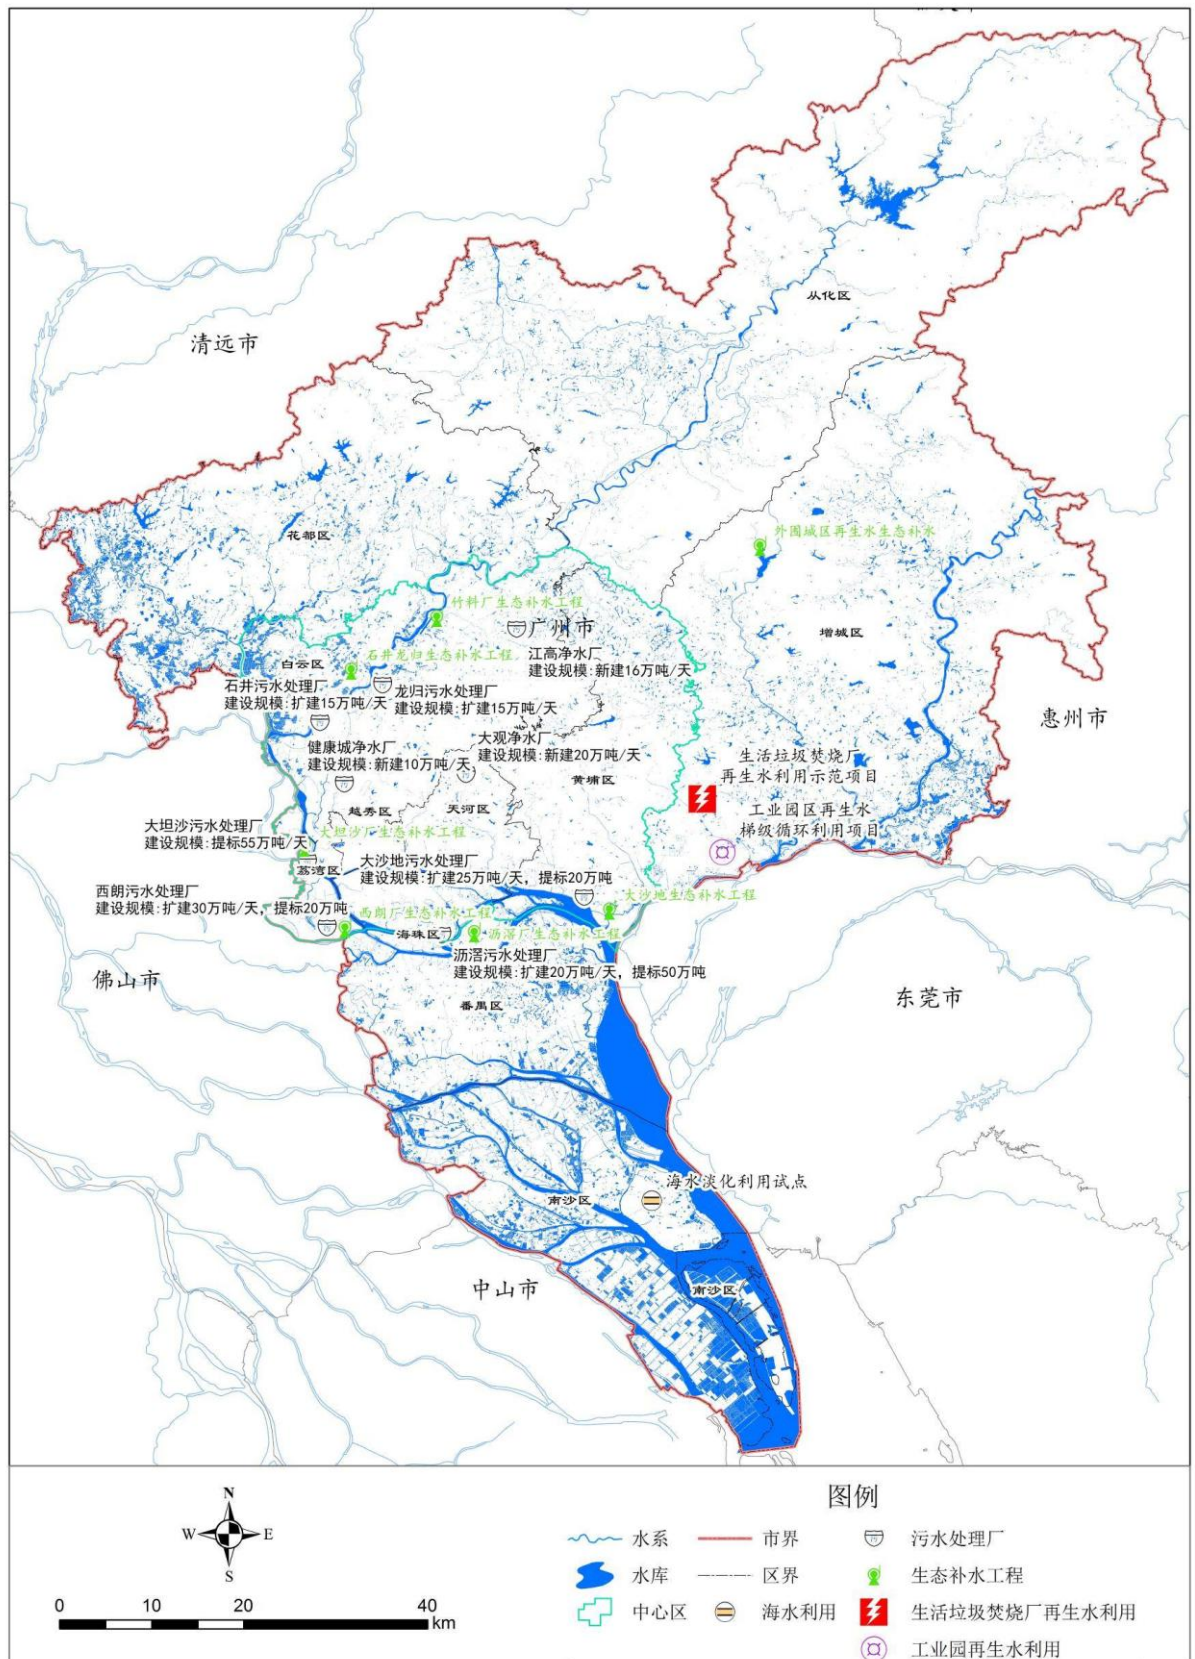 从化区
清远市
花都区
外围城区再生水生态补水
竹料厂生态补水工程
广州市
增城区
江高净水厂
建设规模:新建16万吨/天
石井龙归生态补水工程
白云区
石井污水处理厂
建设规模:扩建15万吨/天
龙归污水处理厂
建设规模:扩建15万吨/天
惠州市
健康城净水厂
建设规模:新建10万吨/天
大观净水厂
建设规模:新建20万吨/天
黄埔区
生活垃圾焚烧厂
再生水利用示范项目
越秀区
天河区
工业园区再生水
梯级循环利用项目
大坦沙污水处理厂
建设规模:提标55万吨/天
大坦沙厂生态补水工程
荔湾区
大沙地污水处理厂
建设规模:扩建25万吨/天，提标20万吨
西朗污水处理厂
建设规模:扩建30万吨/天，提标20万吨
大沙地生态补水工程
西朗厂生态补水工程
海珠区
沥滘厂生态补水工程
沥滘污水处理厂
建设规模:扩建20万吨/天，提标50万吨
佛山市
东莞市
番禺区
海水淡化利用试点
南沙区
中山市
南沙区
图例
N
W
E
S
0
10
20
40
km
水系
市界
污水处理厂
水库
区界
生态补水工程
中心区
海水利用
生活垃圾焚烧厂再生水利用
工业园再生水利用